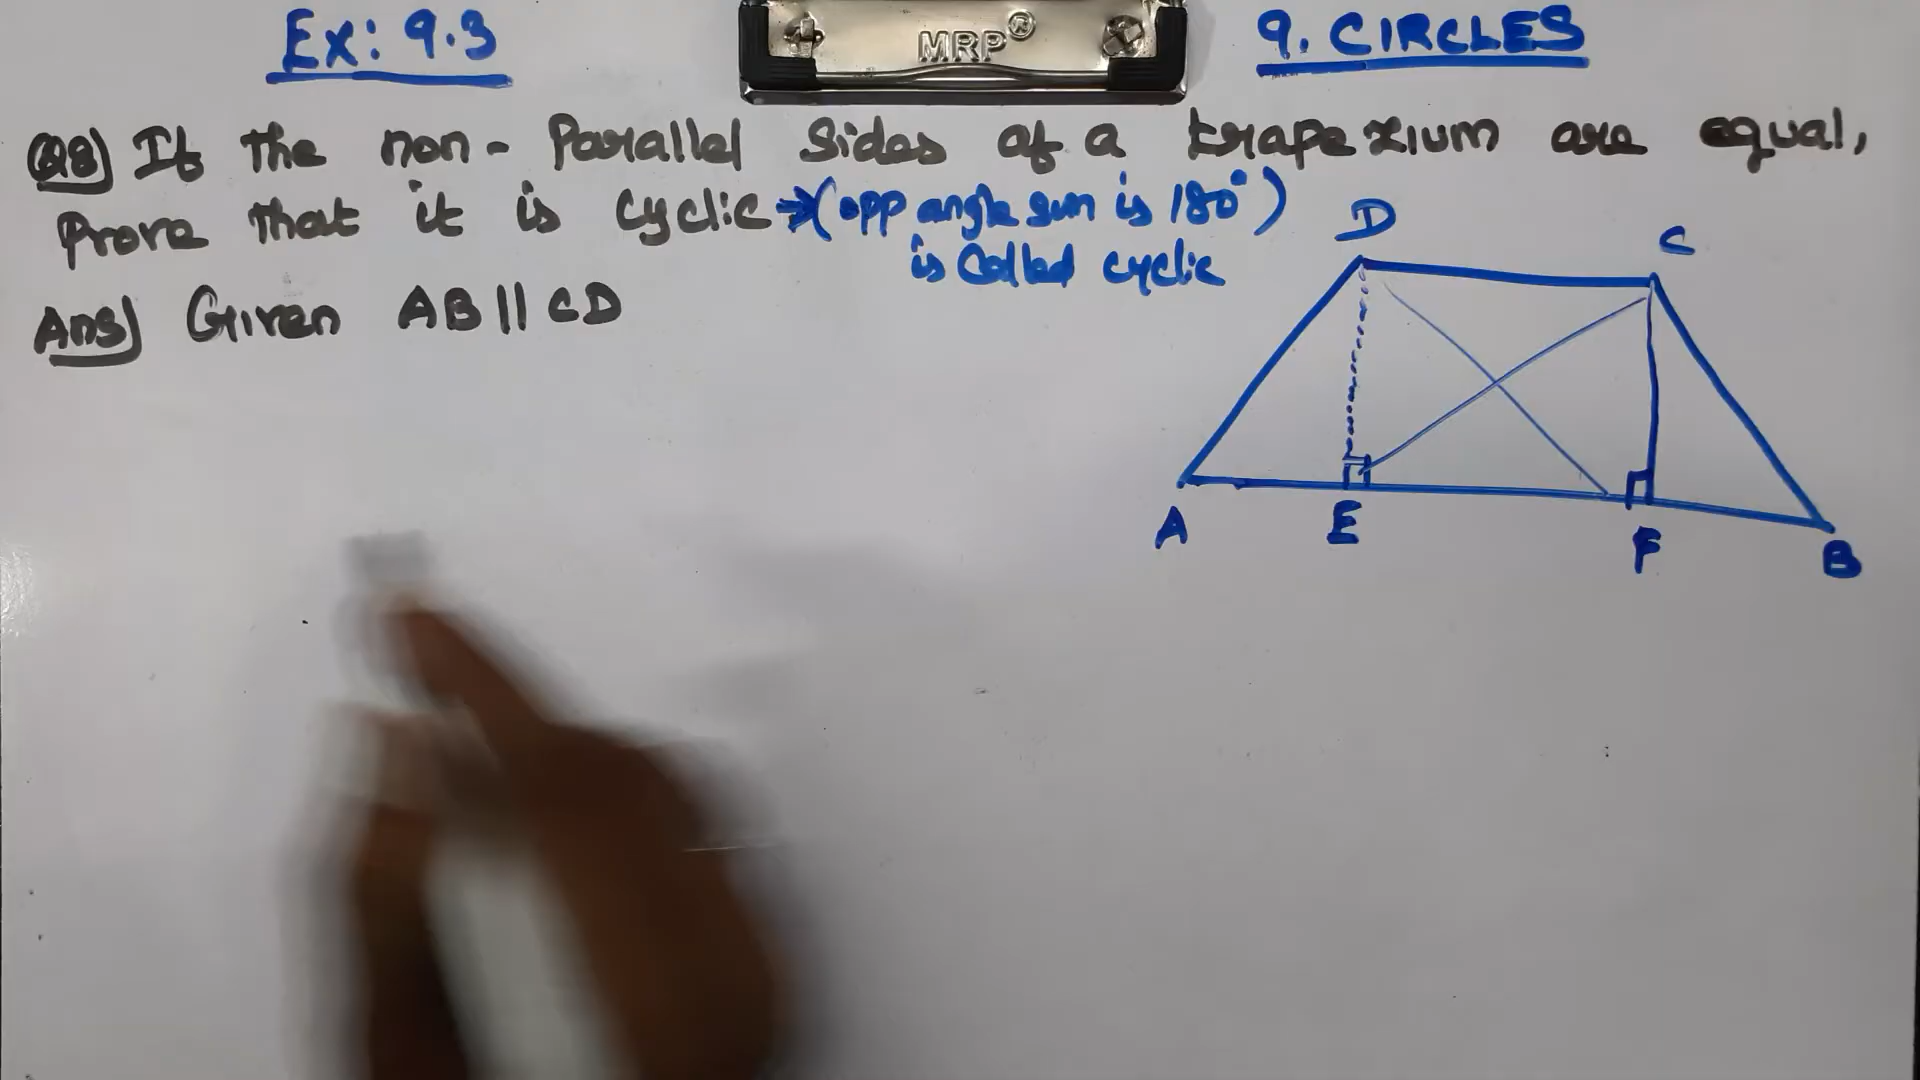 Ex: 9.3
MRP®
9. CIRCLES
Q8) If the non-Parallel sides of a trapezium are equal,
Prove that it is cyclic → (opp angle sum is 180°)
is Called cyclic
Ans) Given AB || CD
D
C
A
E
F
B